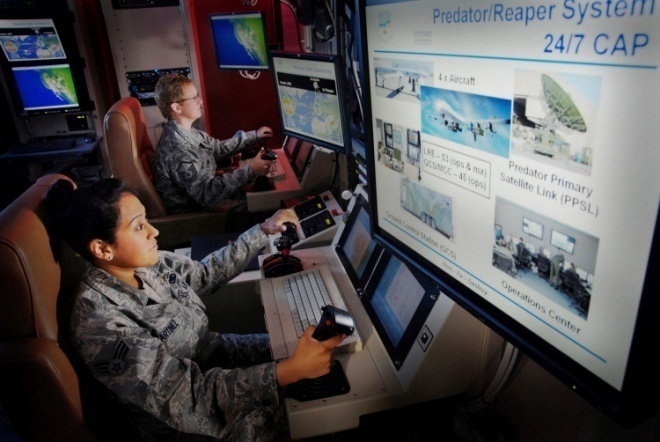 Predator/Reaper System
24/7 CAP
4 x Aircraft
LRE – 53 (ops & mx)
GCS/MCC – 45 (ops)
Predator Primary
Satellite Link (PPSL)
Ground Control Station (GCS)
Operations Center